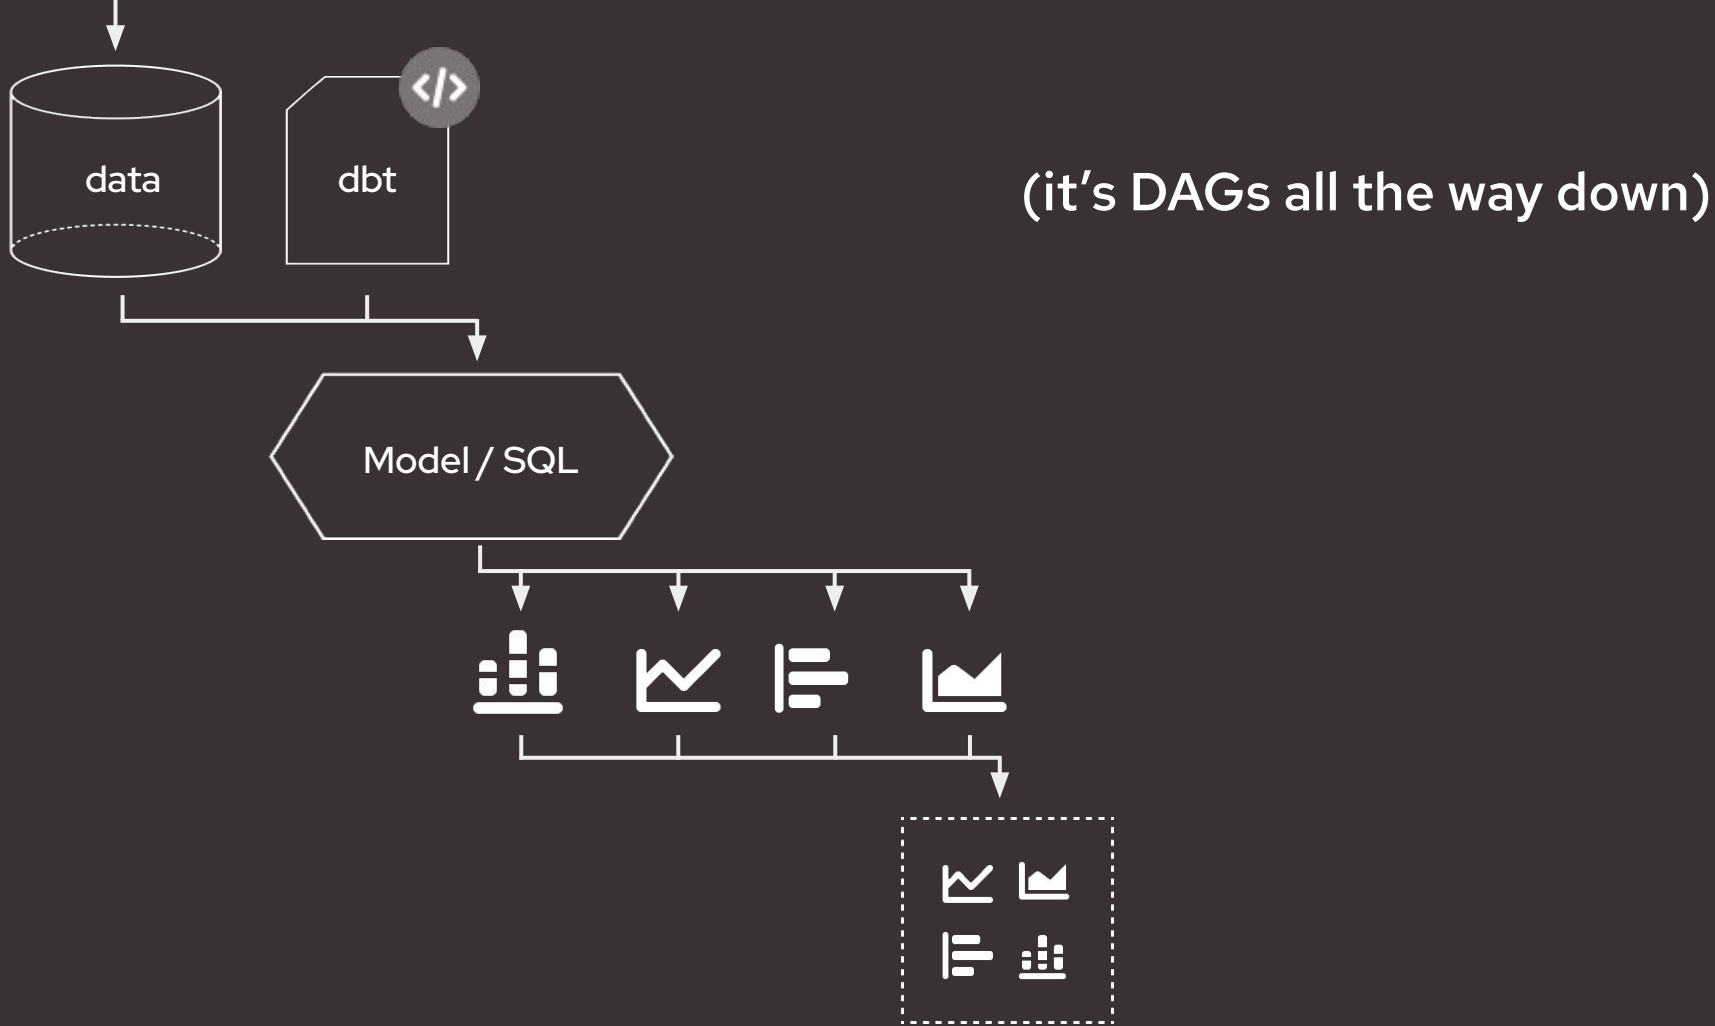 data
dbt
</>
(it’s DAGs all the way down)
Model / SQL